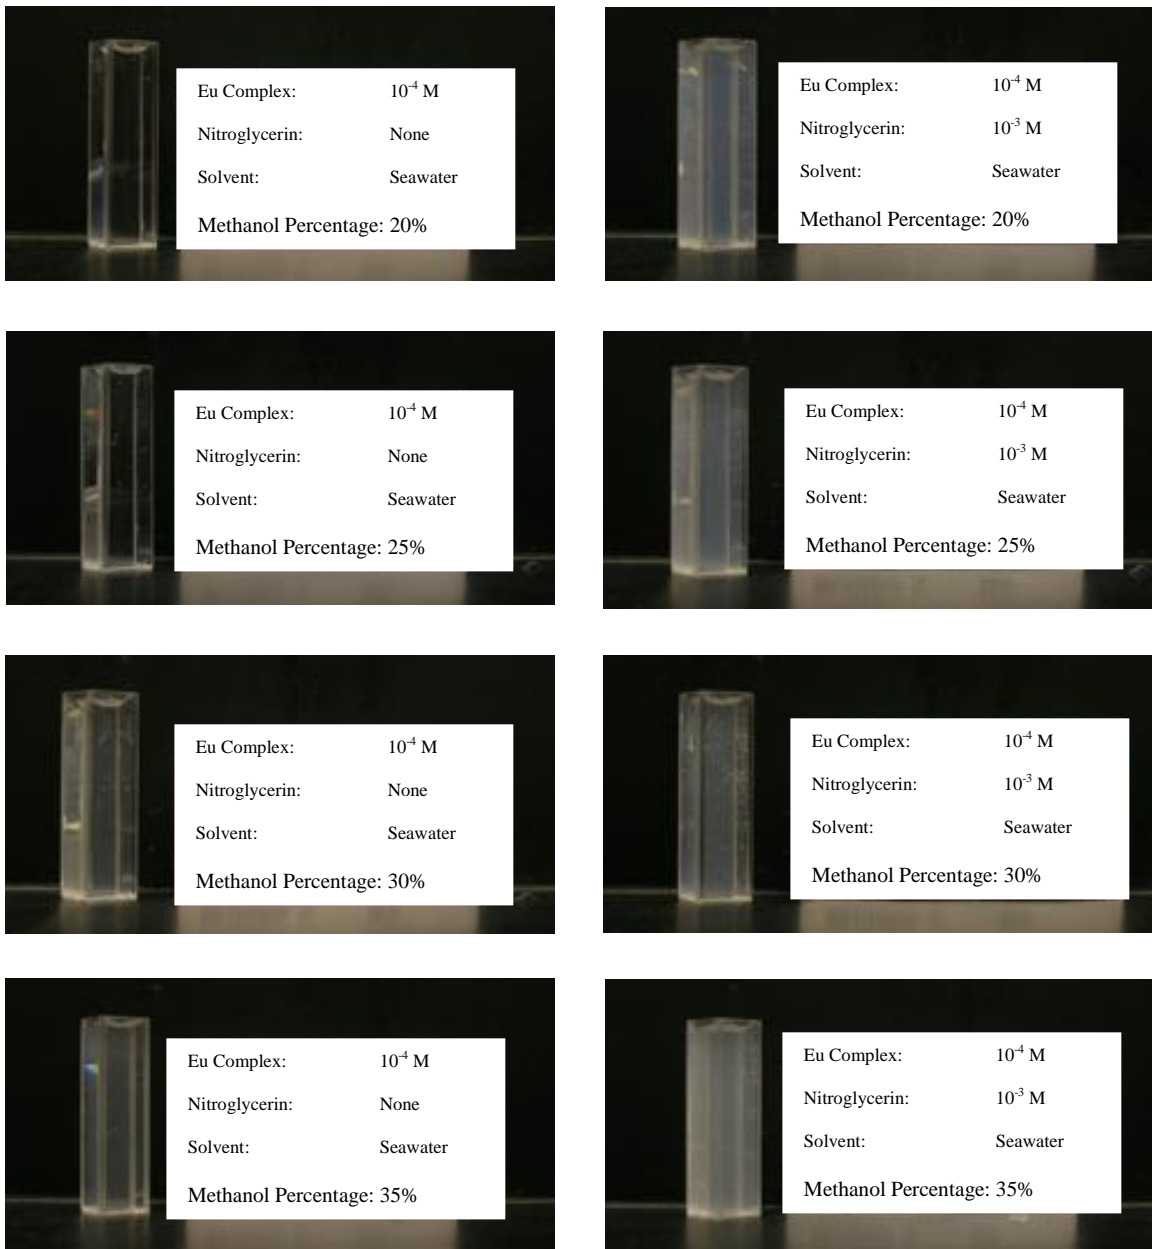 Eu Complex: 10⁻⁴ M
Nitroglycerin: None
Solvent: Seawater
Methanol Percentage: 20%
Eu Complex: 10⁻⁴ M
Nitroglycerin: 10⁻³ M
Solvent: Seawater
Methanol Percentage: 20%
Eu Complex: 10⁻⁴ M
Nitroglycerin: None
Solvent: Seawater
Methanol Percentage: 25%
Eu Complex: 10⁻⁴ M
Nitroglycerin: 10⁻³ M
Solvent: Seawater
Methanol Percentage: 25%
Eu Complex: 10⁻⁴ M
Nitroglycerin: None
Solvent: Seawater
Methanol Percentage: 30%
Eu Complex: 10⁻⁴ M
Nitroglycerin: 10⁻³ M
Solvent: Seawater
Methanol Percentage: 30%
Eu Complex: 10⁻⁴ M
Nitroglycerin: None
Solvent: Seawater
Methanol Percentage: 35%
Eu Complex: 10⁻⁴ M
Nitroglycerin: 10⁻³ M
Solvent: Seawater
Methanol Percentage: 35%